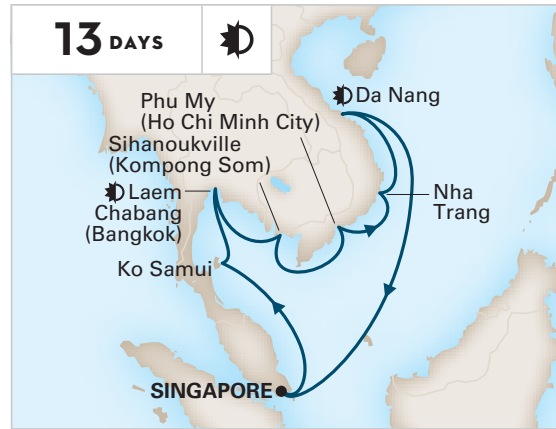 13 DAYS
Phu My
(Ho Chi Minh City)
Sihanoukville
(Kompong Som)
Laem
Chabang
(Bangkok)
Ko Samui
Da Nang
Nha
Trang
SINGAPORE